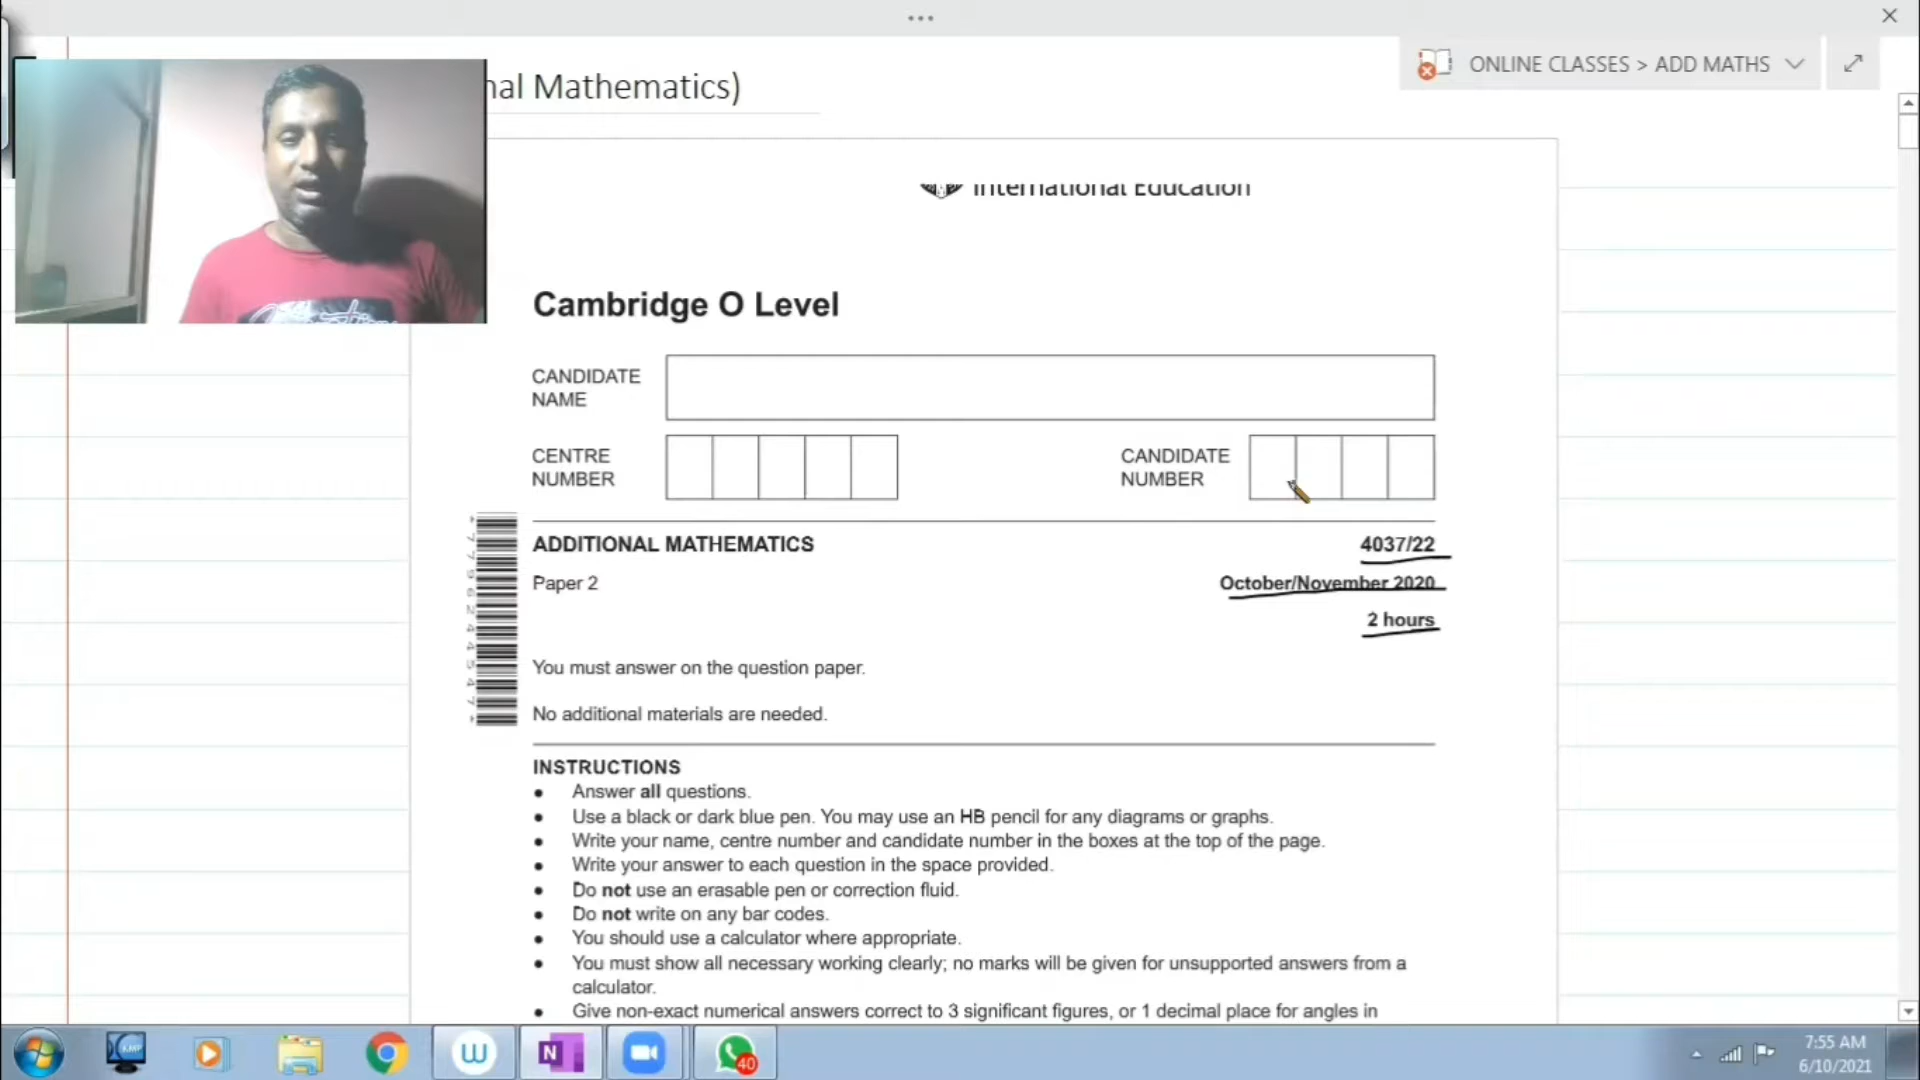 nal Mathematics)
ONLINE CLASSES > ADD MATHS
International Education
Cambridge O Level
CANDIDATE
NAME
CENTRE
NUMBER
CANDIDATE
NUMBER
ADDITIONAL MATHEMATICS
4037/22
Paper 2
October/November 2020
2 hours
You must answer on the question paper.
No additional materials are needed.
INSTRUCTIONS
● Answer all questions.
● Use a black or dark blue pen. You may use an HB pencil for any diagrams or graphs.
● Write your name, centre number and candidate number in the boxes at the top of the page.
● Write your answer to each question in the space provided.
● Do not use an erasable pen or correction fluid.
● Do not write on any bar codes.
● You should use a calculator where appropriate.
● You must show all necessary working clearly; no marks will be given for unsupported answers from a
calculator.
● Give non-exact numerical answers correct to 3 significant figures, or 1 decimal place for angles in
W
N
40
7:55 AM
6/10/2021